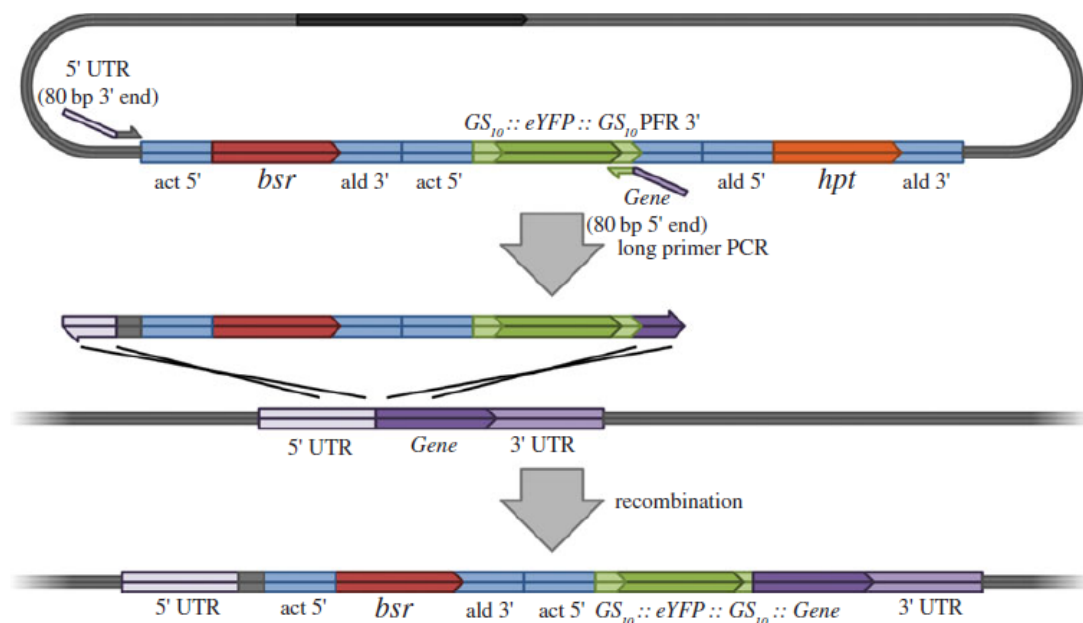 5' UTR
(80 bp 3' end)
GS10 :: eYFP :: GS10 PFR 3'
act 5' bsr ald 3' act 5' ald 5' hpt ald 3'
Gene
(80 bp 5' end)
long primer PCR
5' UTR Gene 3' UTR
recombination
5' UTR act 5' bsr ald 3' act 5' GS10 :: eYFP :: GS10 :: Gene 3' UTR